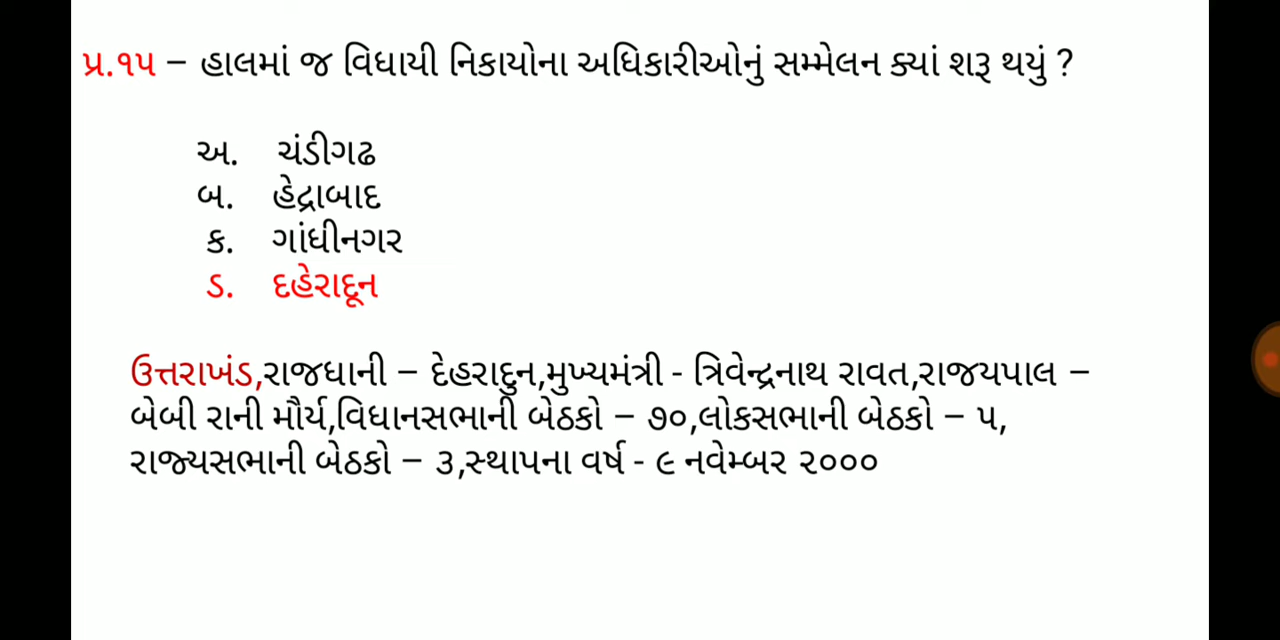 પ્ર.૧૫ – હાલમાં જ વિધાયી નિકાયોના અધિકારીઓનું સમ્મેલન ક્યાં શરૂ થયું ?
અ. ચંડીગઢ
બ. હેદ્રાબાદ
ક. ગાંધીનગર
ડ. દહેરાદૂન
ઉત્તરાખંડ,રાજધાની – દેહરાદુન,મુખ્યમંત્રી - ત્રિવેન્દ્રનાથ રાવત,રાજયપાલ –
બેબી રાની મૌર્ય,વિધાનસભાની બેઠકો – ૭૦,લોકસભાની બેઠકો – ૫,
રાજ્યસભાની બેઠકો – ૩,સ્થાપના વર્ષ - ૯ નવેમ્બર ૨૦૦૦